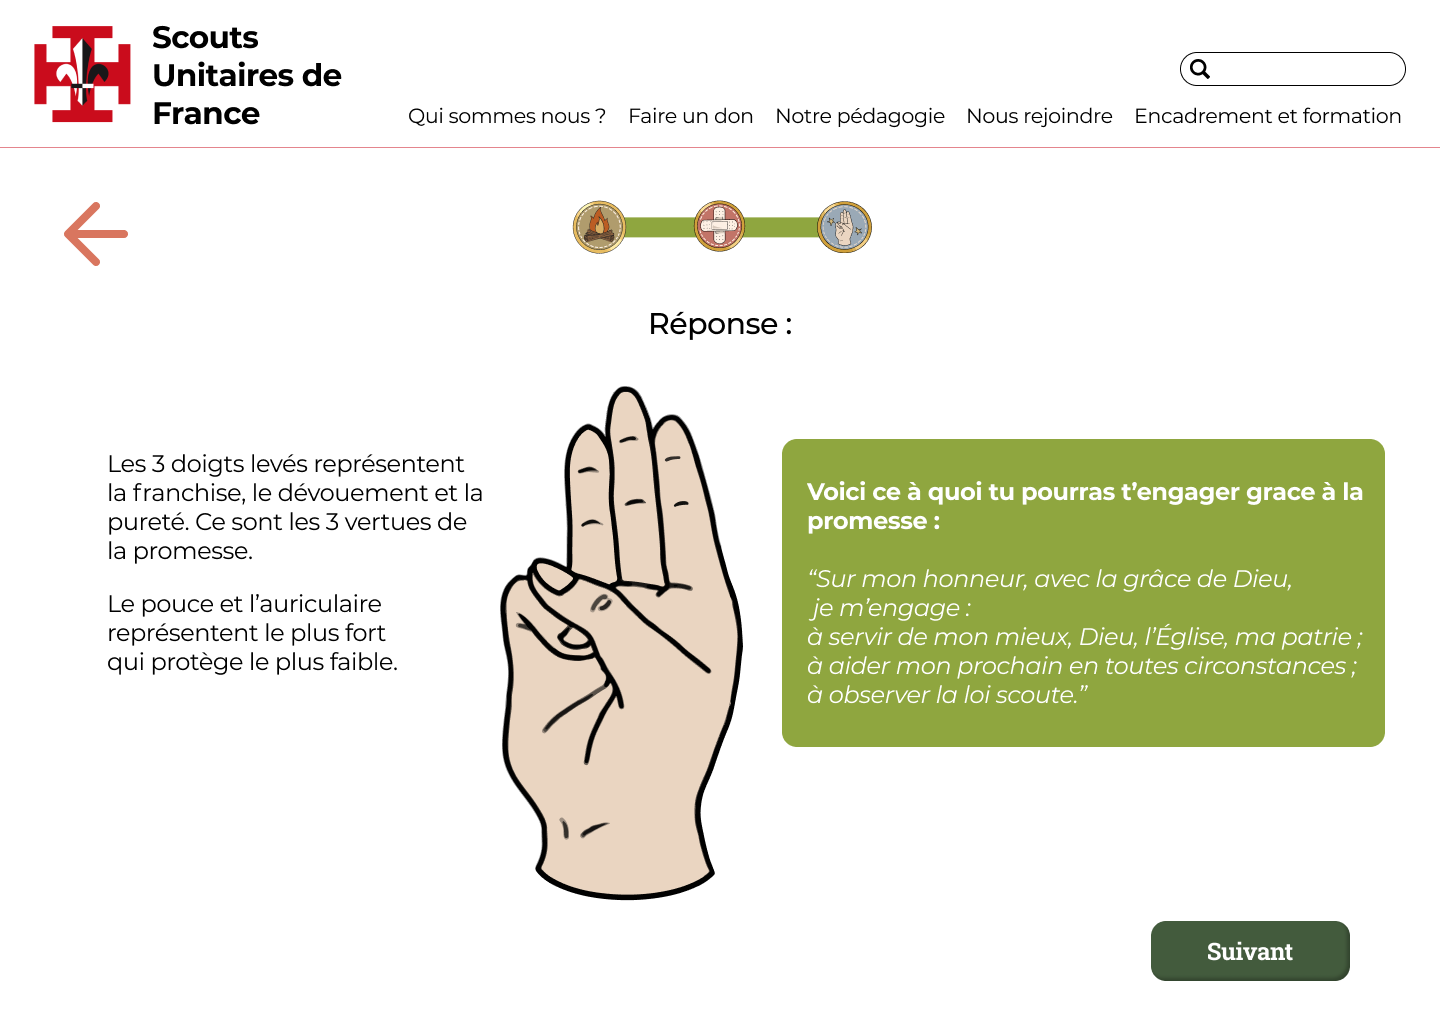 Scouts
Unitaires de
France
Qui sommes nous ? Faire un don Notre pédagogie Nous rejoindre Encadrement et formation
Réponse :
Les 3 doigts levés représentent
la franchise, le dévouement et la
pureté. Ce sont les 3 vertues de
la promesse.
Le pouce et l’auriculaire
représentent le plus fort
qui protège le plus faible.
Voici ce à quoi tu pourras t’engager grace à la
promesse :
“Sur mon honneur, avec la grâce de Dieu,
je m’engage :
à servir de mon mieux, Dieu, l’Église, ma patrie ;
à aider mon prochain en toutes circonstances ;
à observer la loi scoute.”
Suivant